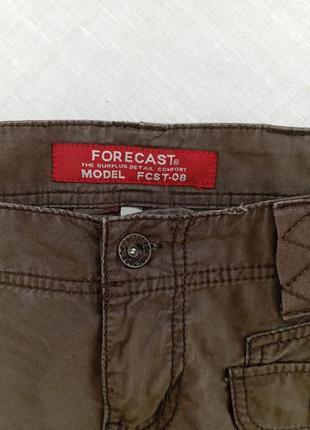 FORECAST®
THE SURPLUS DETAIL COMFORT
MODEL FCST-08